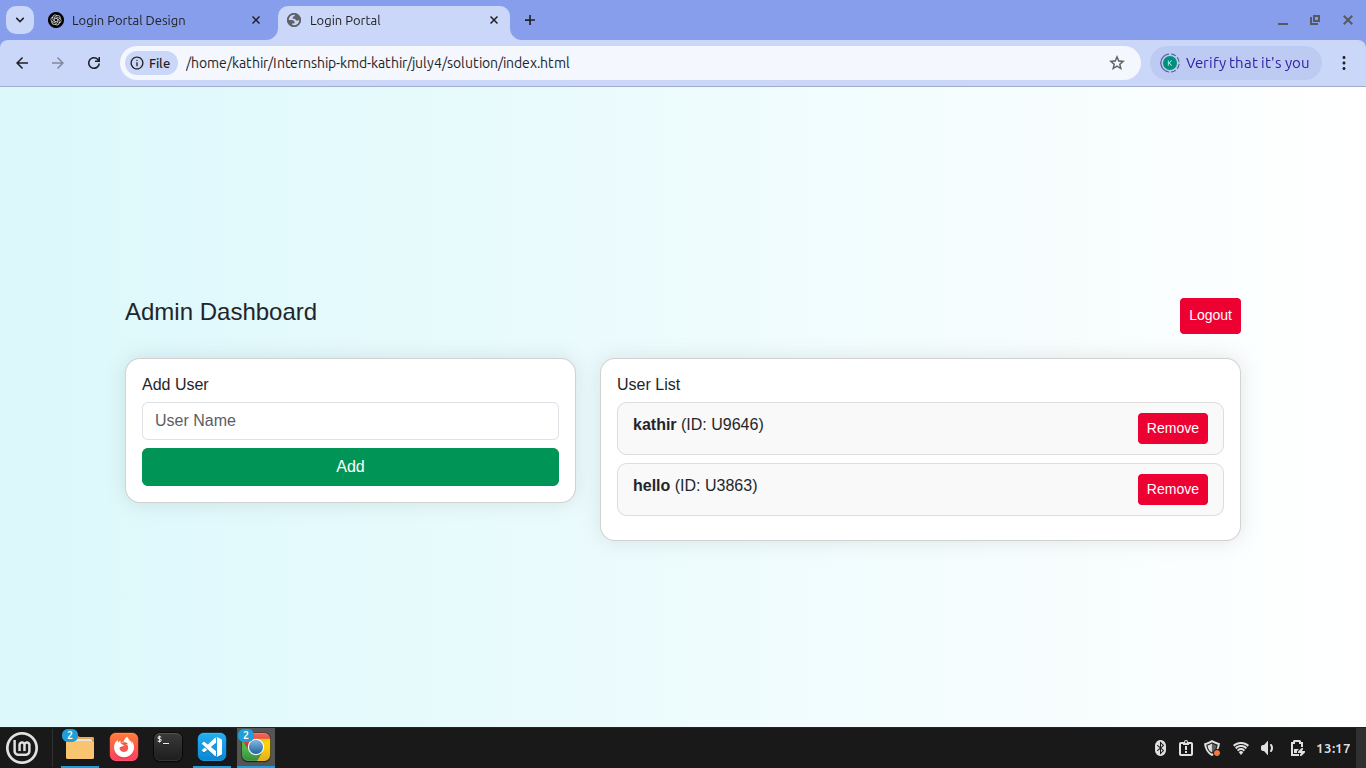 Login Portal Design
Login Portal
File
/home/kathir/Internship-kmd-kathir/july4/solution/index.html
K
Verify that it's you
Admin Dashboard
Logout
Add User
User Name
Add
User List
kathir (ID: U9646)
Remove
hello (ID: U3863)
Remove
2
$_
2
13:17